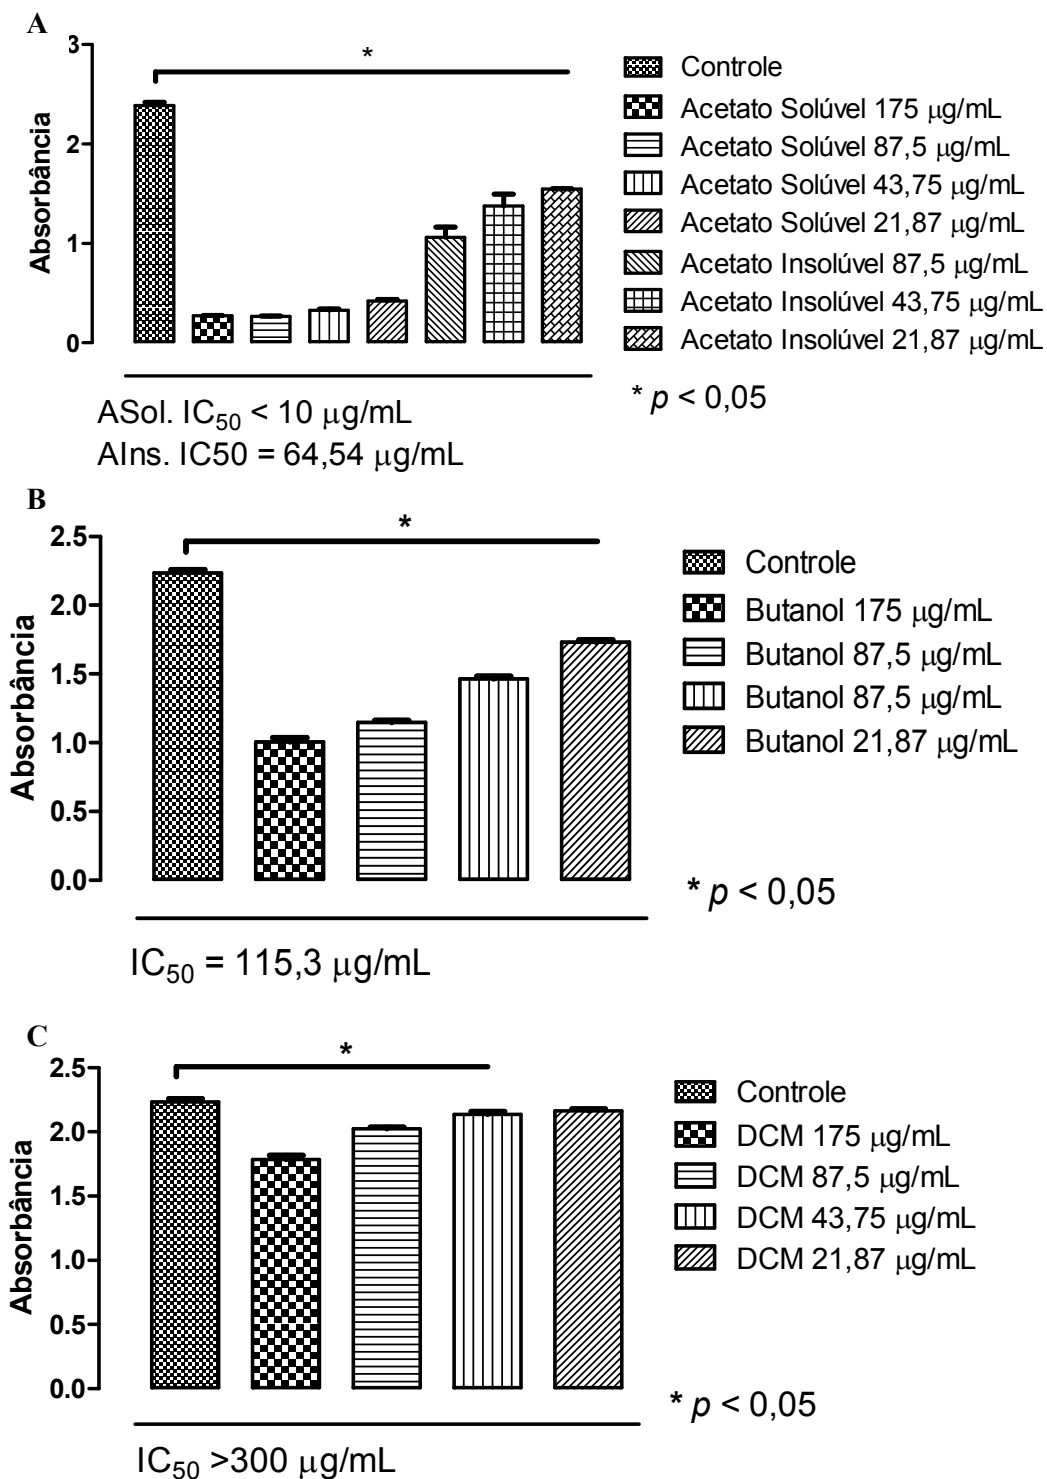 A
3
2
1
0
Absorbância
*
Controle
Acetato Solúvel 175 μg/mL
Acetato Solúvel 87,5 μg/mL
Acetato Solúvel 43,75 μg/mL
Acetato Solúvel 21,87 μg/mL
Acetato Insolúvel 87,5 μg/mL
Acetato Insolúvel 43,75 μg/mL
Acetato Insolúvel 21,87 μg/mL
* p < 0,05
ASol. IC50 < 10 μg/mL
AIns. IC50 = 64,54 μg/mL
B
2.5
2.0
1.5
1.0
0.5
0.0
Absorbância
*
Controle
Butanol 175 μg/mL
Butanol 87,5 μg/mL
Butanol 87,5 μg/mL
Butanol 21,87 μg/mL
* p < 0,05
IC50 = 115,3 μg/mL
C
2.5
2.0
1.5
1.0
0.5
0.0
Absorbância
*
Controle
DCM 175 μg/mL
DCM 87,5 μg/mL
DCM 43,75 μg/mL
DCM 21,87 μg/mL
* p < 0,05
IC50 >300 μg/mL